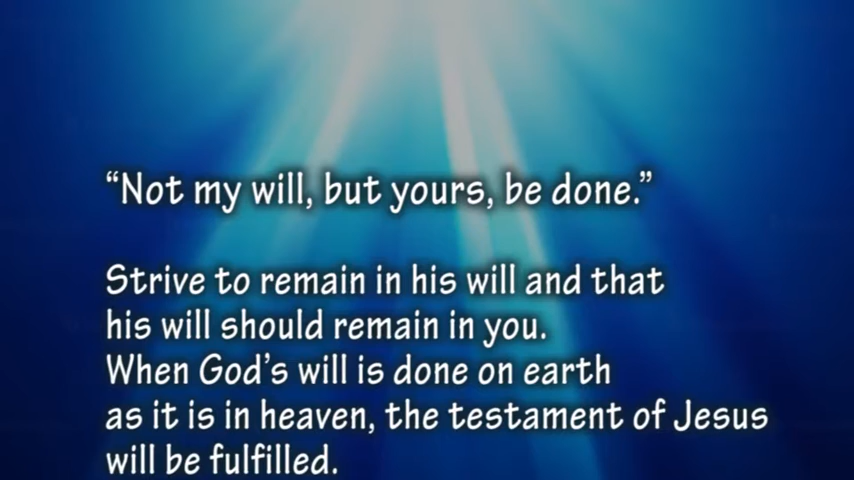 “Not my will, but yours, be done.”
Strive to remain in his will and that
his will should remain in you.
When God’s will is done on earth
as it is in heaven, the testament of Jesus
will be fulfilled.